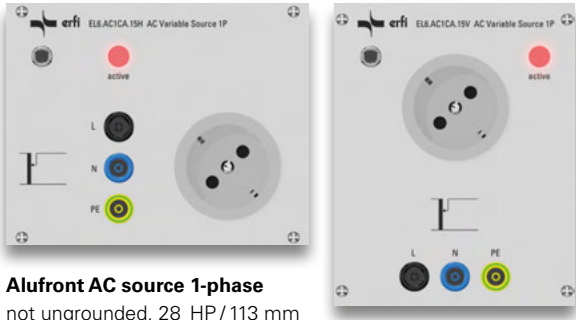 erfi EL6.AC1CA.15H AC Variable Source 1P
active
L
N
PE
erfi EL6.AC1CA.15V AC Variable Source 1P
active
L N PE
Alufront AC source 1-phase
not ungrounded, 28 HP / 113 mm